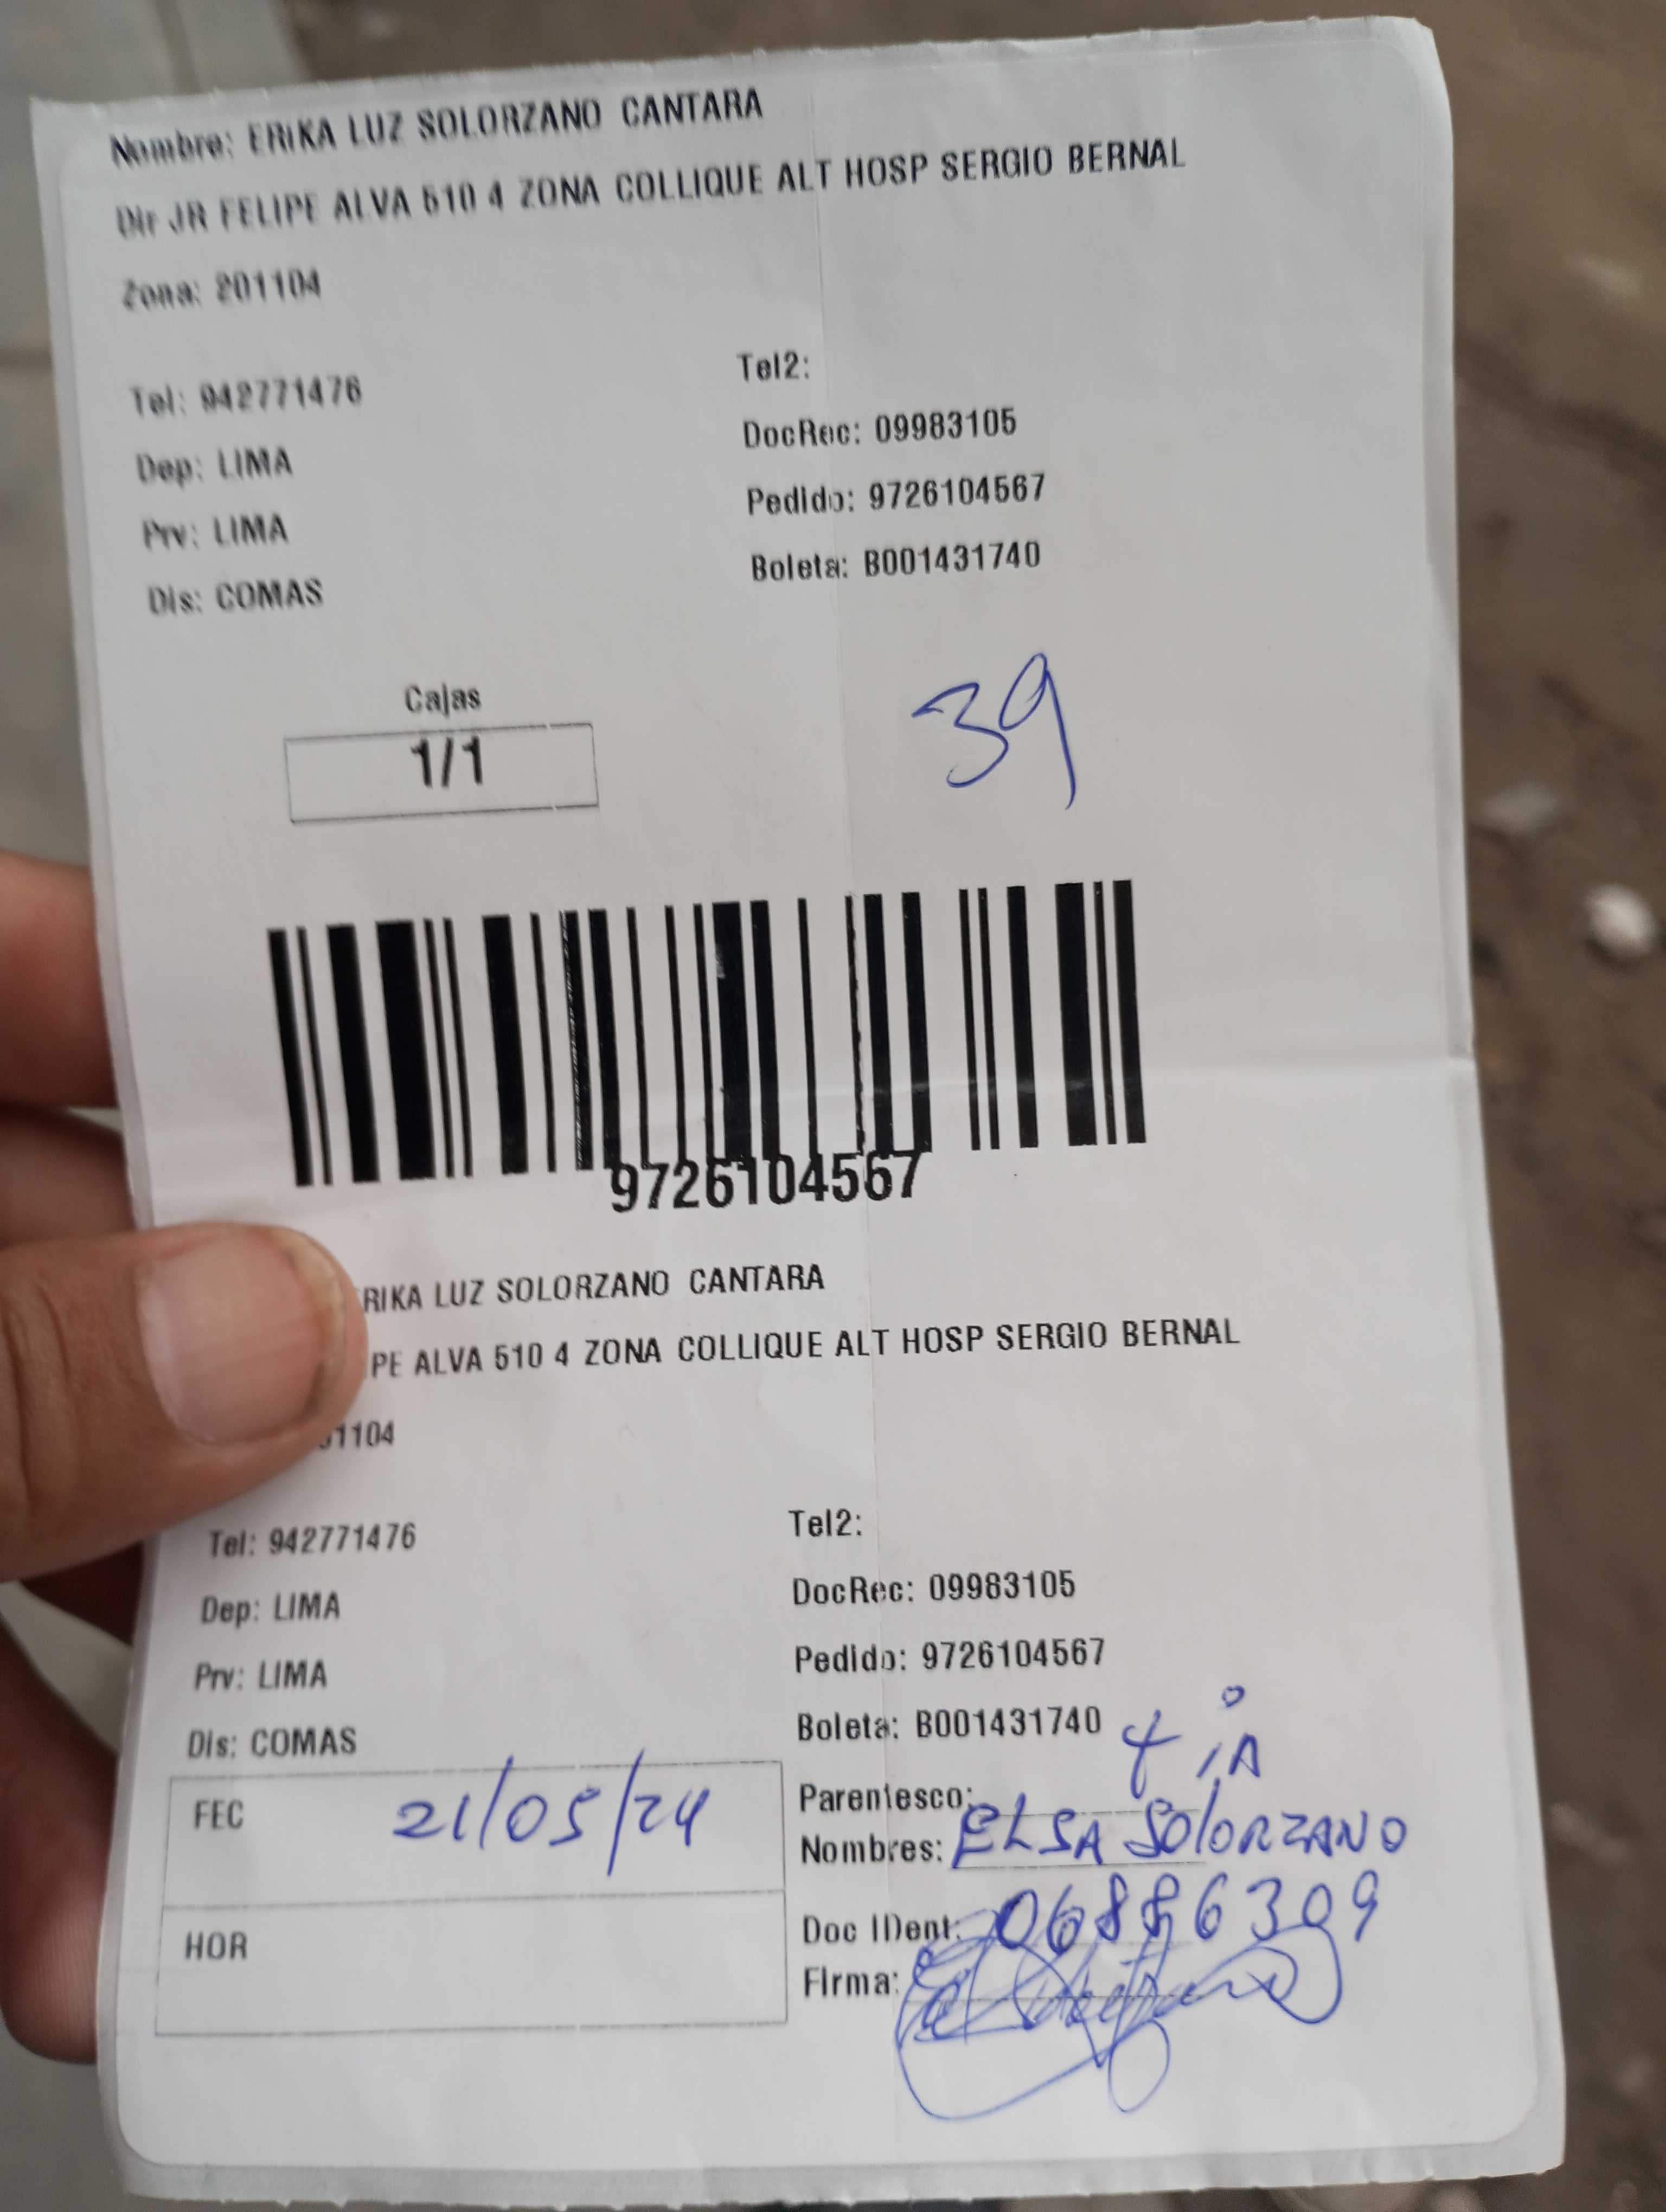 Nombre: ERIKA LUZ SOLORZANO CANTARA
Dir JR FELIPE ALVA 510 4 ZONA COLLIQUE ALT HOSP SERGIO BERNAL
Zona: 201104
Tel: 942771476
Tel2:
Dep: LIMA
DocRec: 09983105
Prv: LIMA
Pedido: 9726104567
Dis: COMAS
Boleta: B001431740
Cajas
1/1
39
9726104567
RIKA LUZ SOLORZANO CANTARA
PE ALVA 510 4 ZONA COLLIQUE ALT HOSP SERGIO BERNAL
1104
Tel: 942771476
Tel2:
Dep: LIMA
DocRec: 09983105
Prv: LIMA
Pedido: 9726104567
Dis: COMAS
Boleta: B001431740
FEC 21/05/24
Parentesco: tiA
Nombres: ELSA SOlORZANO
HOR
Doc IDent: 06886309
Firma: